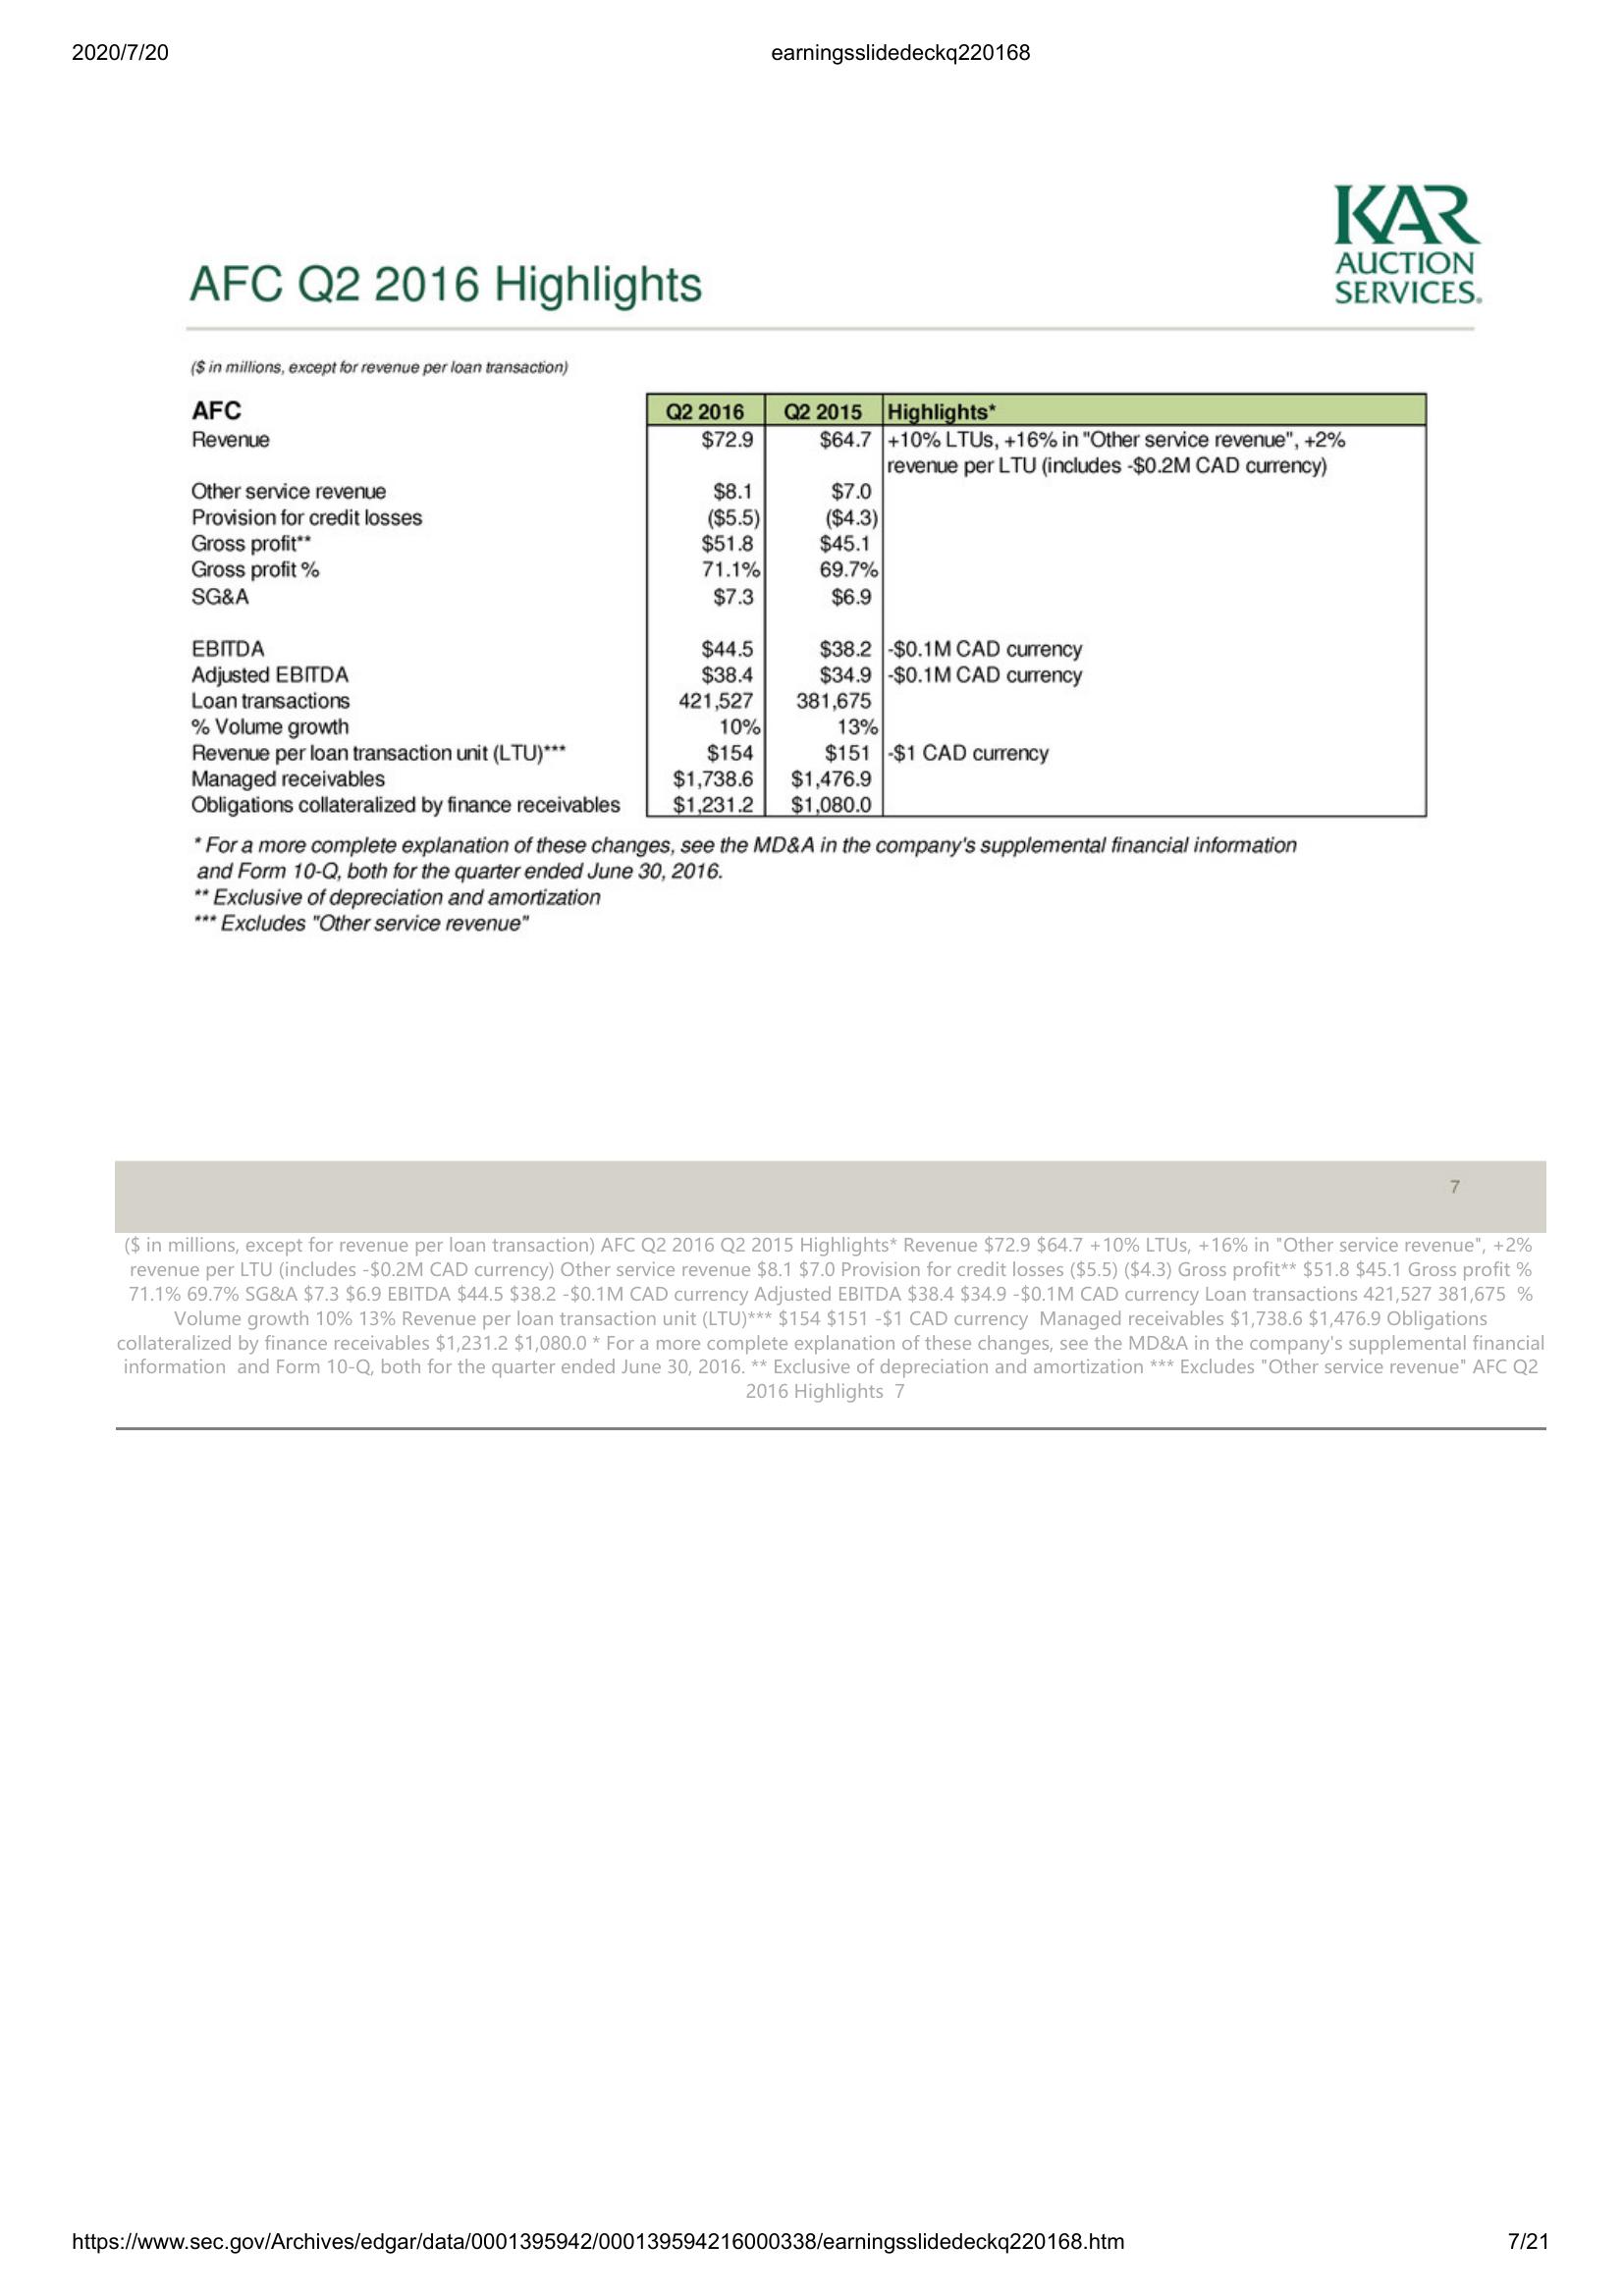 2020/7/20 earningsslidedeckq220168
KAR
AUCTION
SERVICES®
AFC Q2 2016 Highlights
($ in millions, except for revenue per loan transaction)
AFC Q2 2016 Q2 2015 Highlights*
Revenue $72.9 $64.7 +10% LTUs, +16% in "Other service revenue", +2%
revenue per LTU (includes -$0.2M CAD currency)
Other service revenue $8.1 $7.0
Provision for credit losses ($5.5) ($4.3)
Gross profit** $51.8 $45.1
Gross profit % 71.1% 69.7%
SG&A $7.3 $6.9
EBITDA $44.5 $38.2 -$0.1M CAD currency
Adjusted EBITDA $38.4 $34.9 -$0.1M CAD currency
Loan transactions 421,527 381,675
% Volume growth 10% 13%
Revenue per loan transaction unit (LTU)*** $154 $151 -$1 CAD currency
Managed receivables $1,738.6 $1,476.9
Obligations collateralized by finance receivables $1,231.2 $1,080.0
* For a more complete explanation of these changes, see the MD&A in the company's supplemental financial information
and Form 10-Q, both for the quarter ended June 30, 2016.
** Exclusive of depreciation and amortization
*** Excludes "Other service revenue"
7
($ in millions, except for revenue per loan transaction) AFC Q2 2016 Q2 2015 Highlights* Revenue $72.9 $64.7 +10% LTUs, +16% in "Other service revenue", +2%
revenue per LTU (includes -$0.2M CAD currency) Other service revenue $8.1 $7.0 Provision for credit losses ($5.5) ($4.3) Gross profit** $51.8 $45.1 Gross profit %
71.1% 69.7% SG&A $7.3 $6.9 EBITDA $44.5 $38.2 -$0.1M CAD currency Adjusted EBITDA $38.4 $34.9 -$0.1M CAD currency Loan transactions 421,527 381,675 %
Volume growth 10% 13% Revenue per loan transaction unit (LTU)*** $154 $151 -$1 CAD currency Managed receivables $1,738.6 $1,476.9 Obligations
collateralized by finance receivables $1,231.2 $1,080.0 * For a more complete explanation of these changes, see the MD&A in the company's supplemental financial
information and Form 10-Q, both for the quarter ended June 30, 2016. ** Exclusive of depreciation and amortization *** Excludes "Other service revenue" AFC Q2
2016 Highlights 7
https://www.sec.gov/Archives/edgar/data/0001395942/000139594216000338/earningsslidedeckq220168.htm 7/21